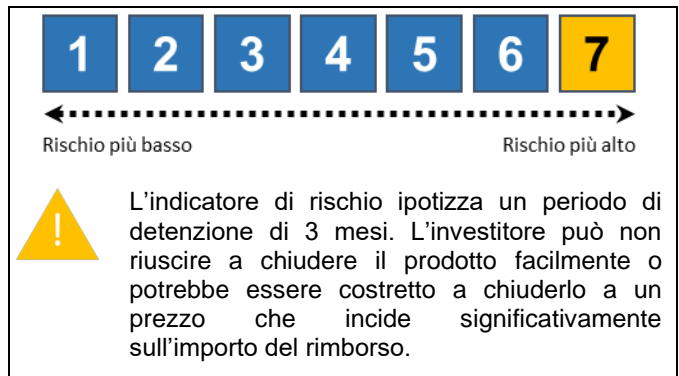 1 2 3 4 5 6 7
Rischio più basso Rischio più alto
!
L'indicatore di rischio ipotizza un periodo di
detenzione di 3 mesi. L'investitore può non
riuscire a chiudere il prodotto facilmente o
potrebbe essere costretto a chiuderlo a un
prezzo che incide significativamente
sull'importo del rimborso.